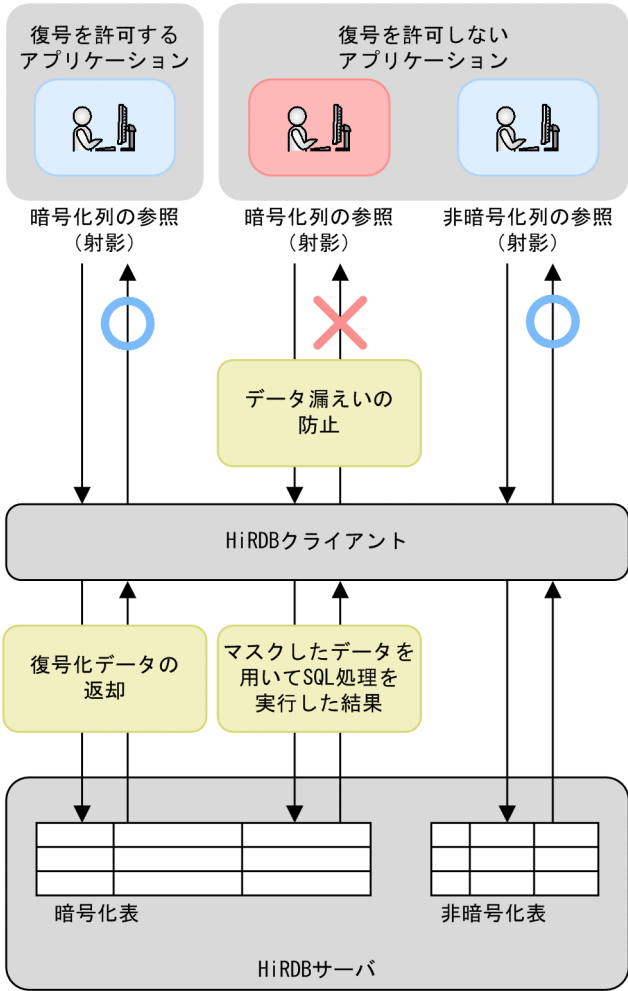 復号を許可する
アプリケーション
復号を許可しない
アプリケーション
暗号化列の参照
（射影）
暗号化列の参照
（射影）
非暗号化列の参照
（射影）
データ漏えいの
防止
HiRDBクライアント
復号化データの
返却
マスクしたデータを
用いてSQL処理を
実行した結果
暗号化表
非暗号化表
HiRDBサーバ